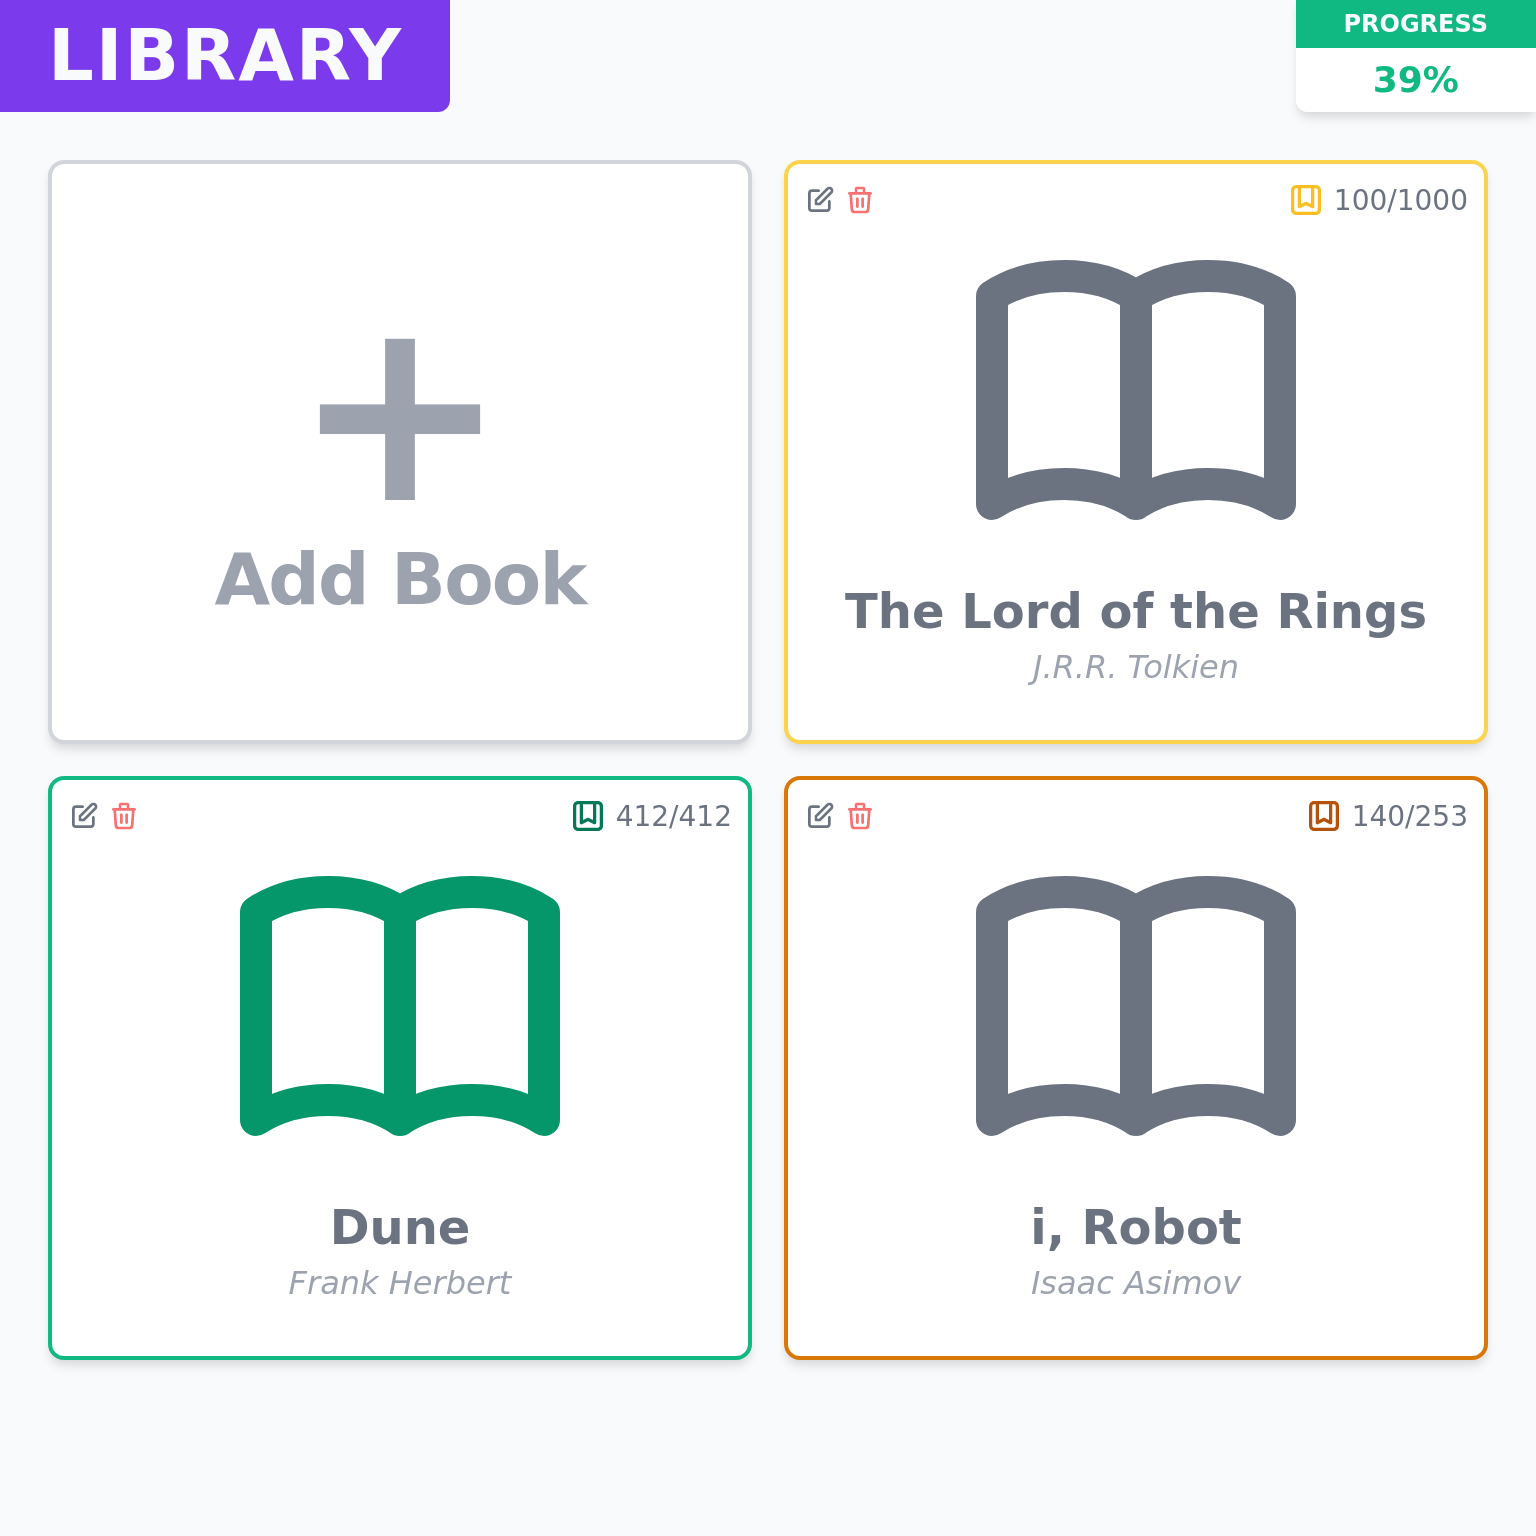 LIBRARY
PROGRESS
39%
+
Add Book
100/1000
The Lord of the Rings
J.R.R. Tolkien
412/412
Dune
Frank Herbert
140/253
i, Robot
Isaac Asimov